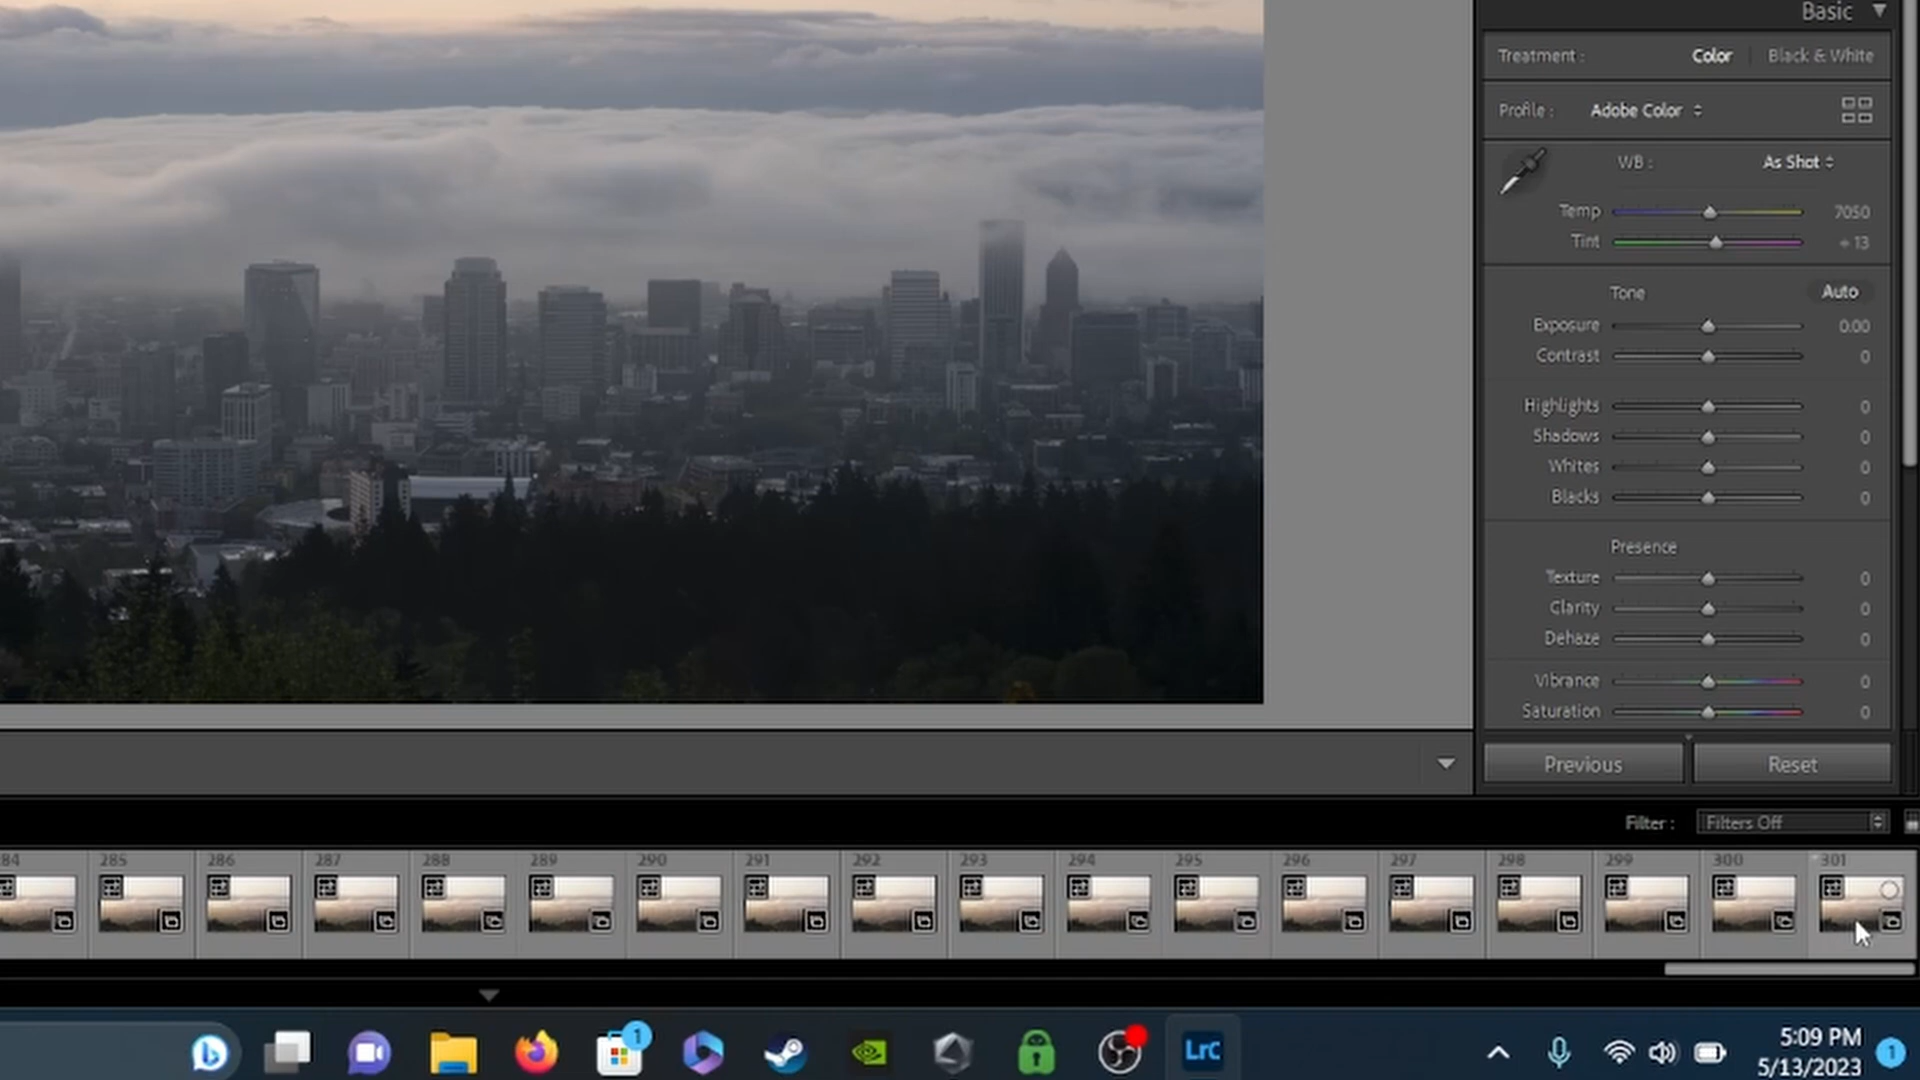 Basic
Treatment : Color Black & White
Profile : Adobe Color
WB : As Shot
Temp 7050
Tint + 13
Tone Auto
Exposure 0.00
Contrast 0
Highlights 0
Shadows 0
Whites 0
Blacks 0
Presence
Texture 0
Clarity 0
Dehaze 0
Vibrance 0
Saturation 0
Previous Reset
Filter : Filters Off
84 285 286 287 288 289 290 291 292 293 294 295 296 297 298 299 300 301
1
LrC
5:09 PM
5/13/2023
1